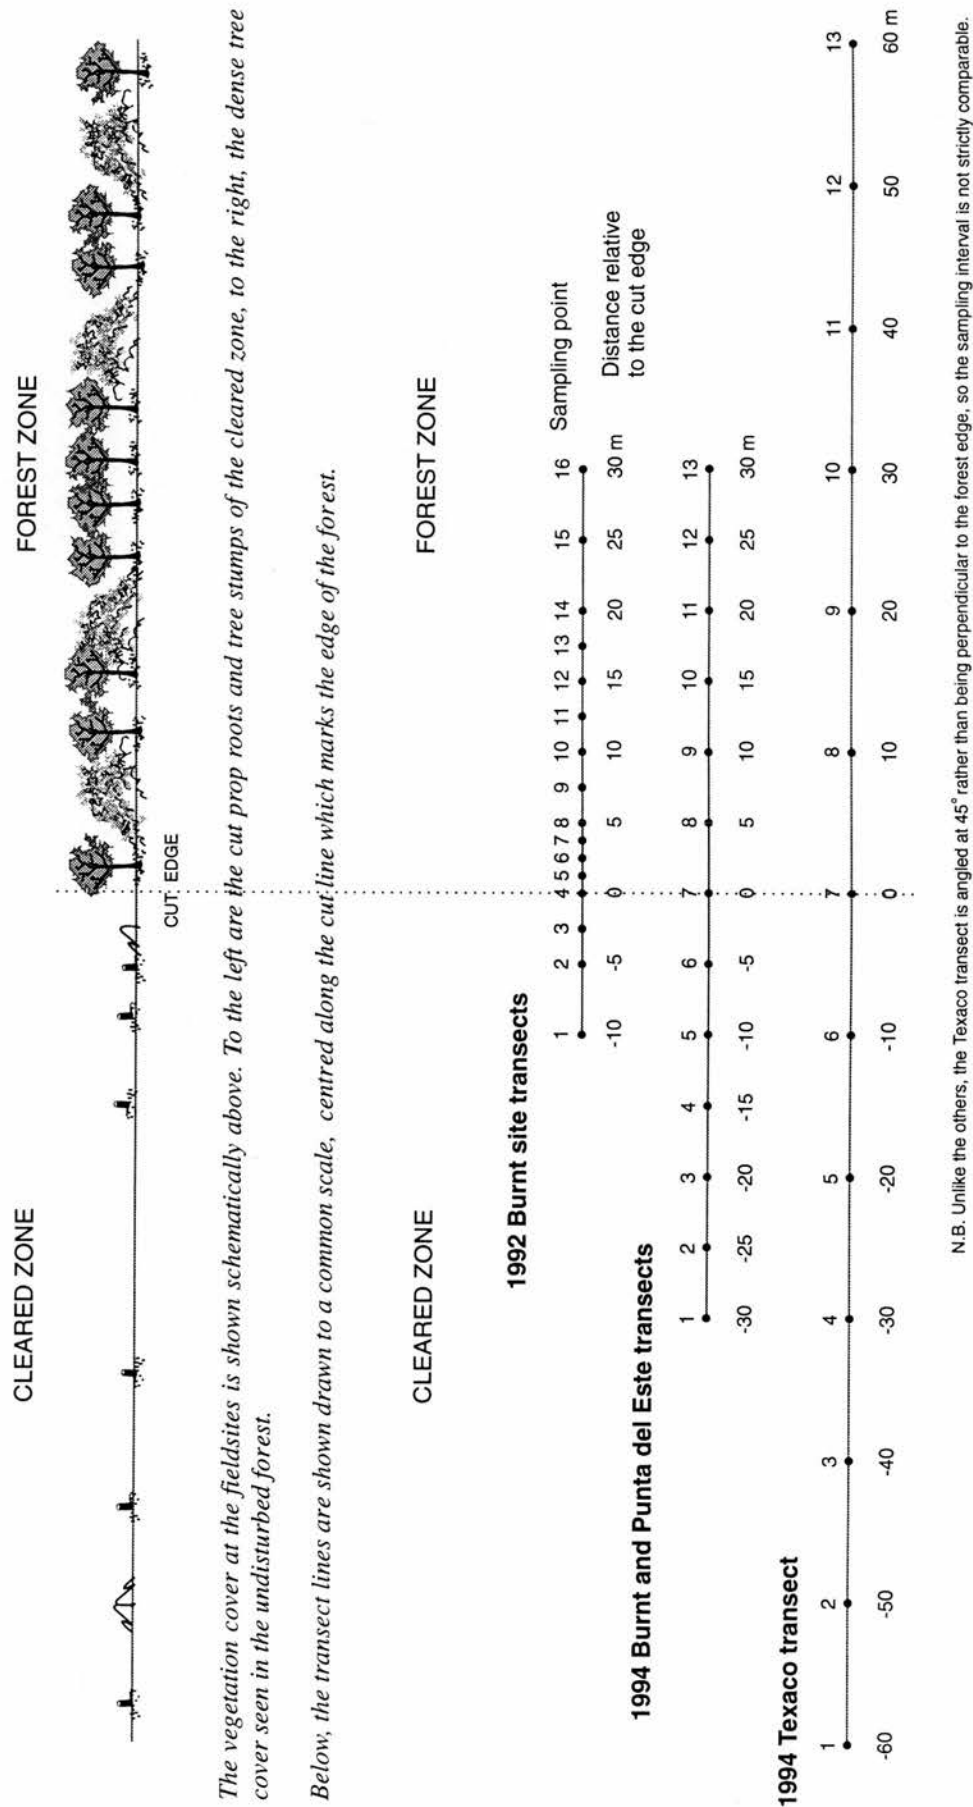 CLEARED ZONE
FOREST ZONE
CUT EDGE
The vegetation cover at the fieldsites is shown schematically above. To the left are the cut prop roots and tree stumps of the cleared zone, to the right, the dense tree
cover seen in the undisturbed forest.
Below, the transect lines are shown drawn to a common scale, centred along the cut line which marks the edge of the forest.
CLEARED ZONE
FOREST ZONE
1992 Burnt site transects
1 2 3 4 5 6 7 8 9 10 11 12 13 14 15 16 Sampling point
-10 -5 0 5 10 15 20 25 30 m
Distance relative
to the cut edge
1994 Burnt and Punta del Este transects
1 2 3 4 5 6 7 8 9 10 11 12 13
-30 -25 -20 -15 -10 -5 0 5 10 15 20 25 30 m
1994 Texaco transect
1 2 3 4 5 6 7 8 9 10 11 12 13
-60 -50 -40 -30 -20 -10 0 10 20 30 40 50 60 m
N.B. Unlike the others, the Texaco transect is angled at 45° rather than being perpendicular to the forest edge, so the sampling interval is not strictly comparable.